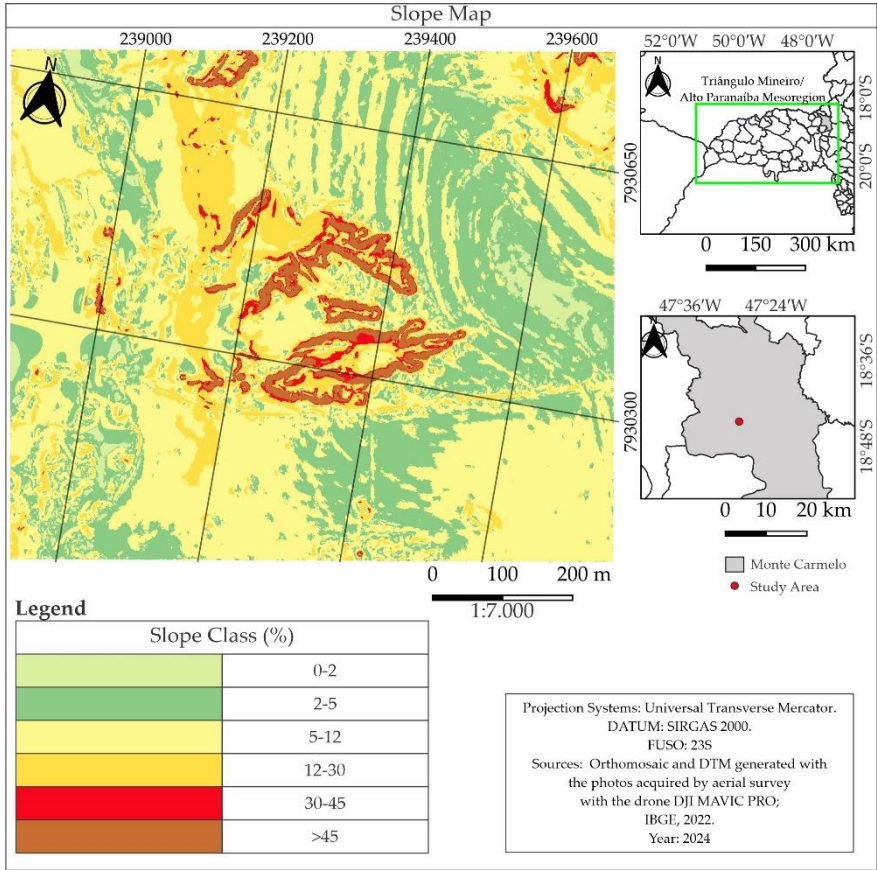 Slope Map
239000 239200 239400 239600
N
7930650
7930300
52°0'W 50°0'W 48°0'W
N
Triângulo Mineiro/
Alto Paranaíba Mesoregion
18°0'S
20°0'S
0 150 300 km
47°36'W 47°24'W
N
18°36'S
18°48'S
0 10 20 km
Monte Carmelo
Study Area
0 100 200 m
1:7.000
Legend
Slope Class (%)
0-2
2-5
5-12
12-30
30-45
>45
Projection Systems: Universal Transverse Mercator.
DATUM: SIRGAS 2000.
FUSO: 23S
Sources: Orthomosaic and DTM generated with
the photos acquired by aerial survey
with the drone DJI MAVIC PRO;
IBGE, 2022.
Year: 2024